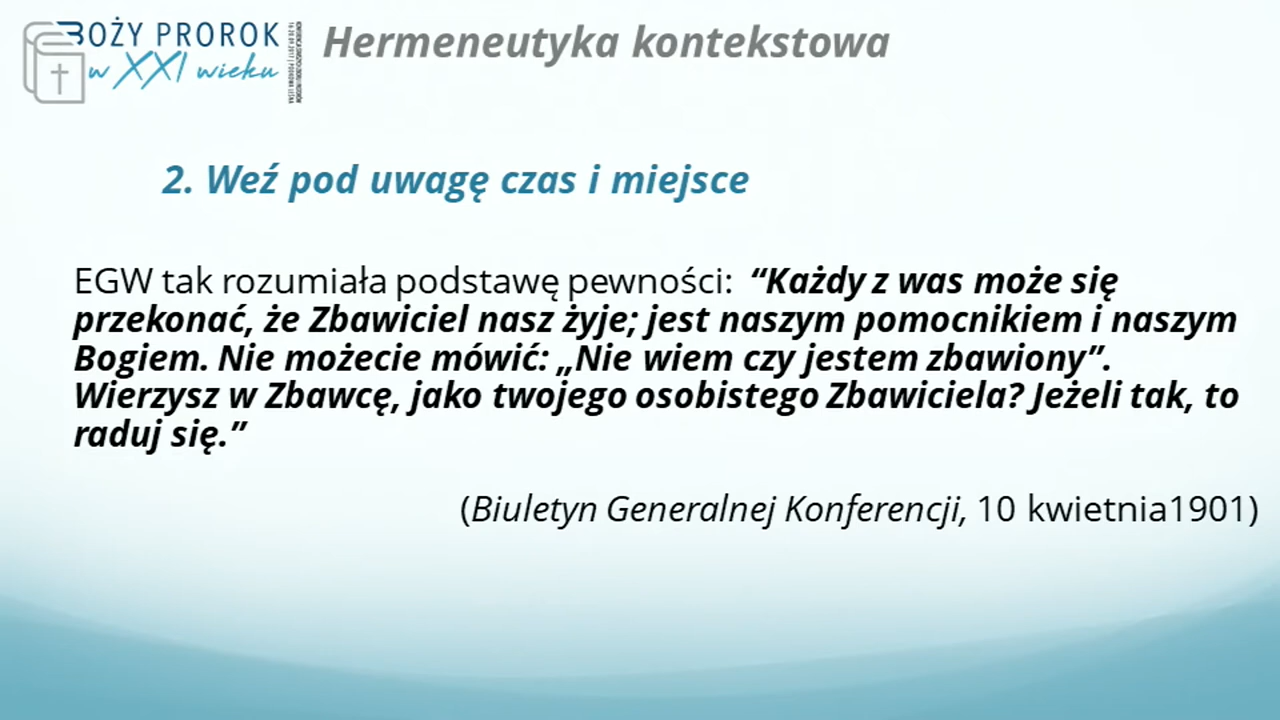 BOŻY PROROK
w XXI wieku
Hermeneutyka kontekstowa
2. Weź pod uwagę czas i miejsce
EGW tak rozumiała podstawę pewności: “Każdy z was może się
przekonać, że Zbawiciel nasz żyje; jest naszym pomocnikiem i naszym
Bogiem. Nie możecie mówić: „Nie wiem czy jestem zbawiony”.
Wierzysz w Zbawcę, jako twojego osobistego Zbawiciela? Jeżeli tak, to
raduj się.”
(Biuletyn Generalnej Konferencji, 10 kwietnia1901)